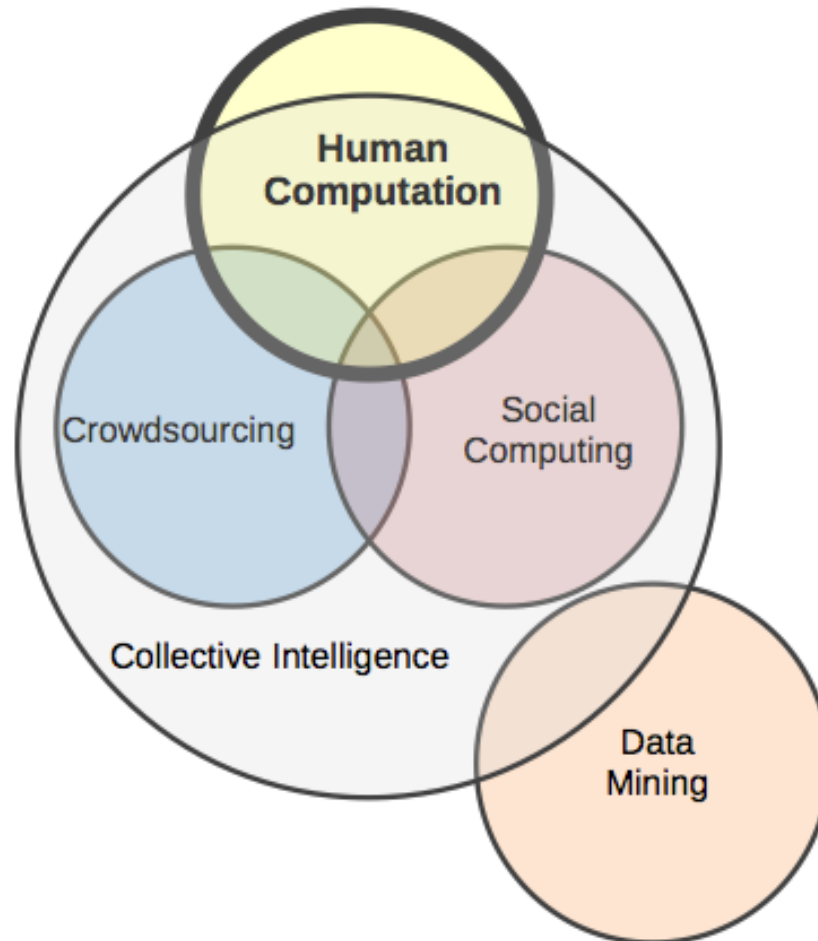 Human
Computation
Crowdsourcing
Social
Computing
Collective Intelligence
Data
Mining